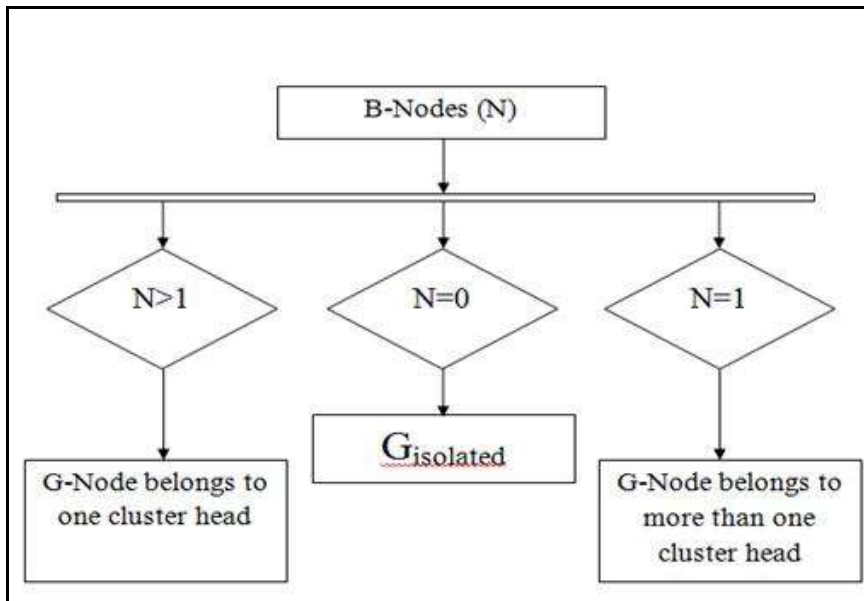 B-Nodes (N)
N>1
N=0
N=1
Gisolated
G-Node belongs to
one cluster head
G-Node belongs to
more than one
cluster head